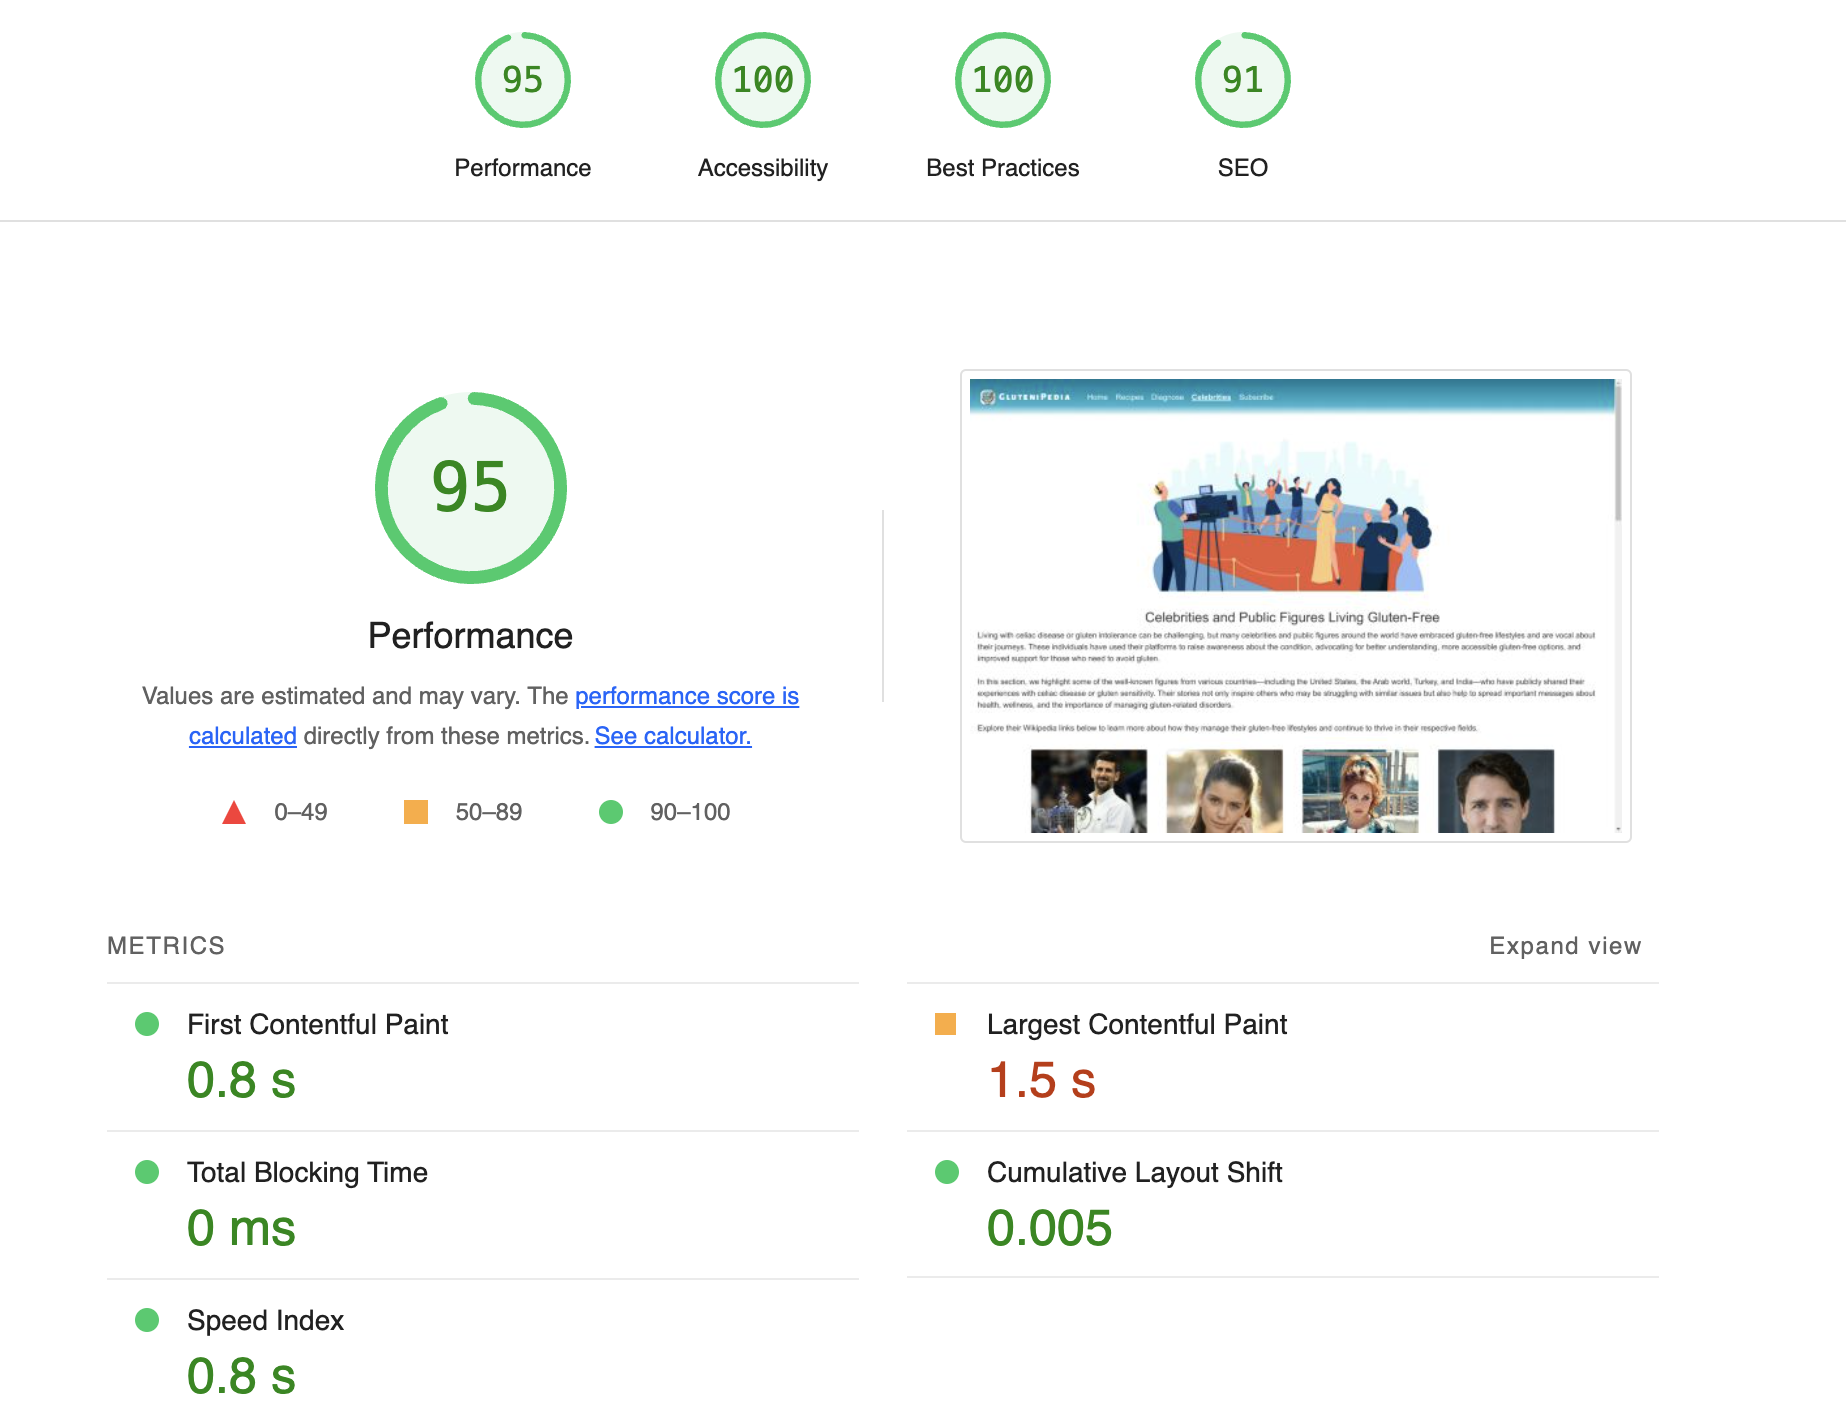 95
100
100
91
Performance
Accessibility
Best Practices
SEO
95
Performance
Values are estimated and may vary. The performance score is
calculated directly from these metrics. See calculator.
0–49
50–89
90–100
GLUTENIPEDIA
Home Recipes Diagnose Celebrities Subscribe
Celebrities and Public Figures Living Gluten-Free
Living with celiac disease or gluten intolerance can be challenging, but many celebrities and public figures around the world have embraced gluten-free lifestyles and are vocal about
their journeys. These individuals have used their platforms to raise awareness about the condition, advocating for better understanding, more accessible gluten-free options, and
improved support for those who need to avoid gluten.
In this section, we highlight some of the well-known figures from various countries—including the United States, the Arab world, Turkey, and India—who have publicly shared their
experiences with celiac disease or gluten sensitivity. Their stories not only inspire others who may be struggling with similar issues but also help to spread important messages about
health, wellness, and the importance of managing gluten-related disorders.
Explore their Wikipedia links below to learn more about how they manage their gluten-free lifestyles and continue to thrive in their respective fields.
METRICS
Expand view
First Contentful Paint
0.8 s
Largest Contentful Paint
1.5 s
Total Blocking Time
0 ms
Cumulative Layout Shift
0.005
Speed Index
0.8 s